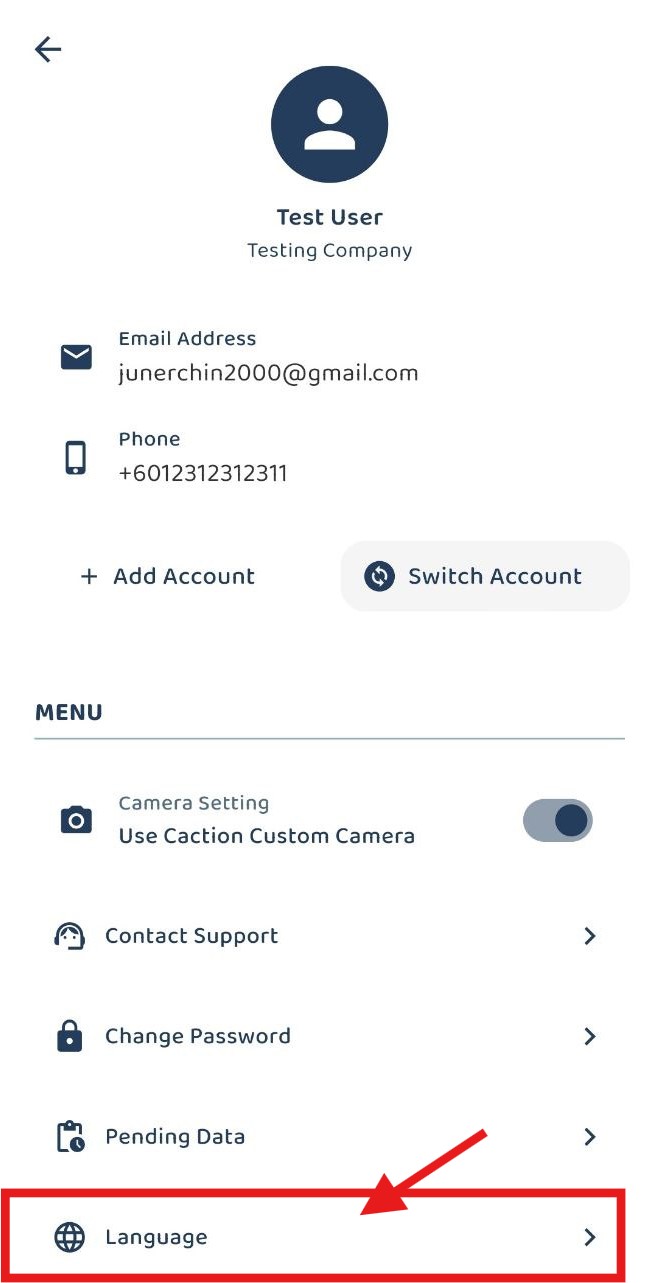 Test User
Testing Company
Email Address
junerchin2000@gmail.com
Phone
+6012312312311
+ Add Account
Switch Account
MENU
Camera Setting
Use Caction Custom Camera
Contact Support
Change Password
Pending Data
Language